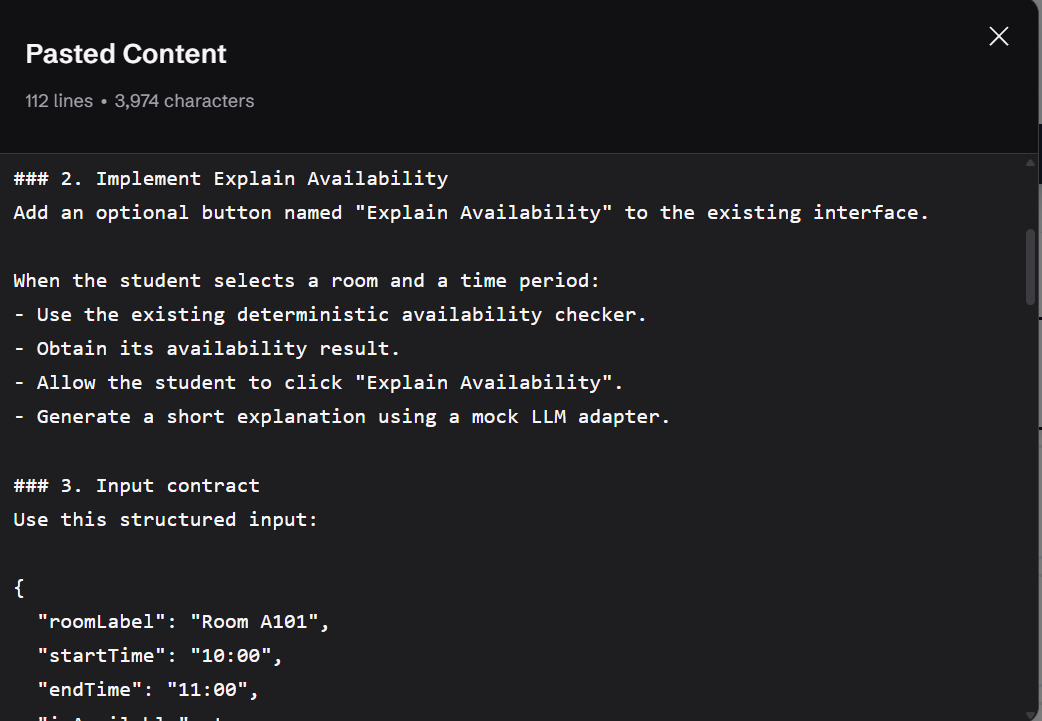 Pasted Content
112 lines • 3,974 characters
### 2. Implement Explain Availability
Add an optional button named "Explain Availability" to the existing interface.
When the student selects a room and a time period:
- Use the existing deterministic availability checker.
- Obtain its availability result.
- Allow the student to click "Explain Availability".
- Generate a short explanation using a mock LLM adapter.
### 3. Input contract
Use this structured input:
{
"roomLabel": "Room A101",
"startTime": "10:00",
"endTime": "11:00",